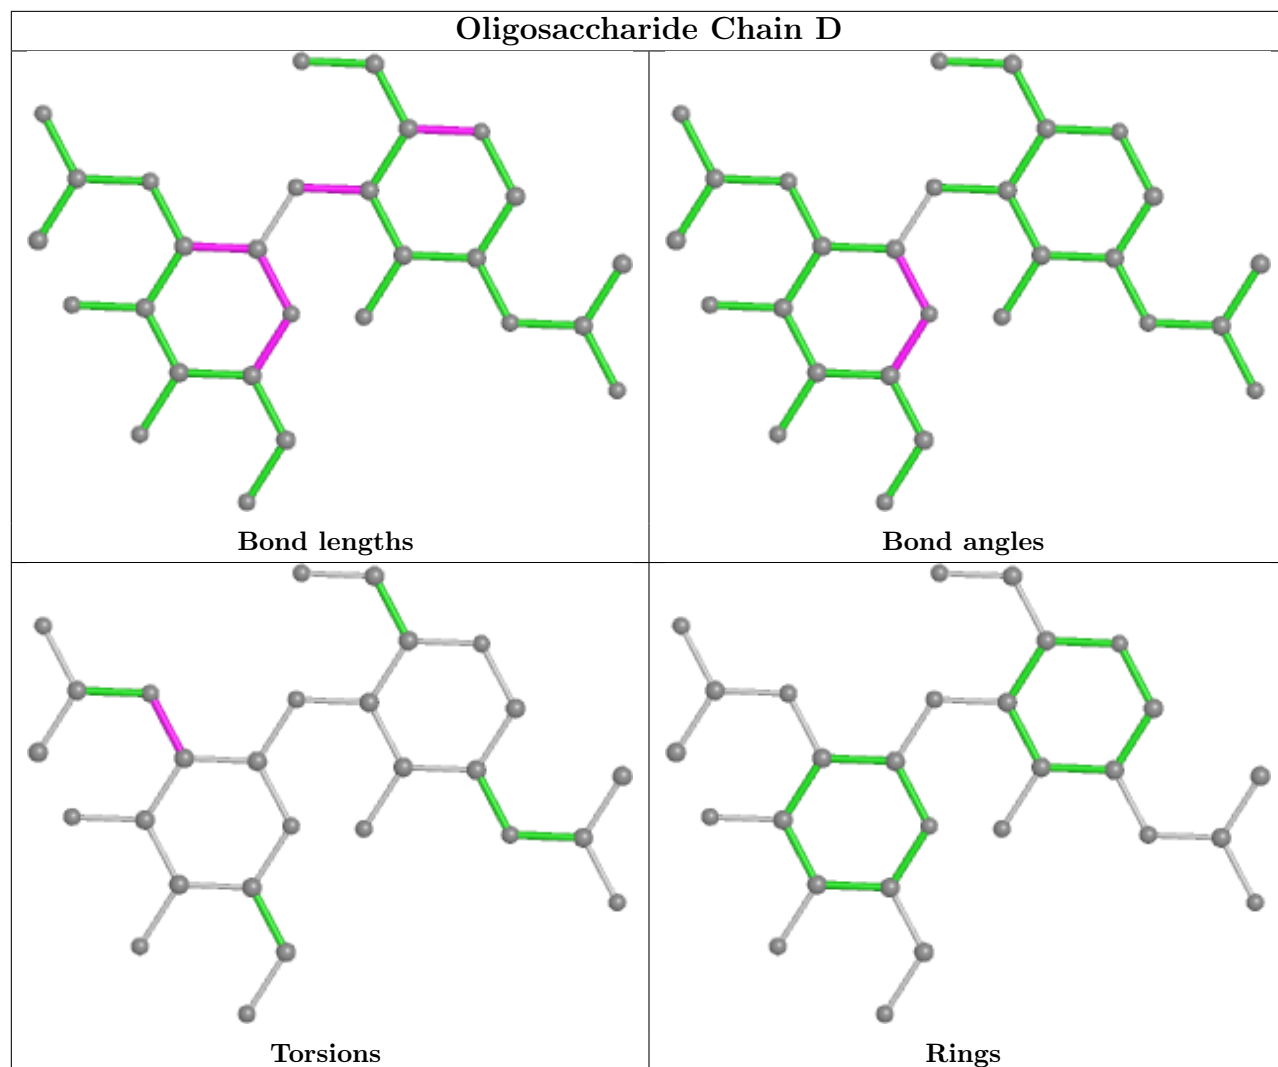 Oligosaccharide Chain D
Bond lengths
Bond angles
Torsions
Rings